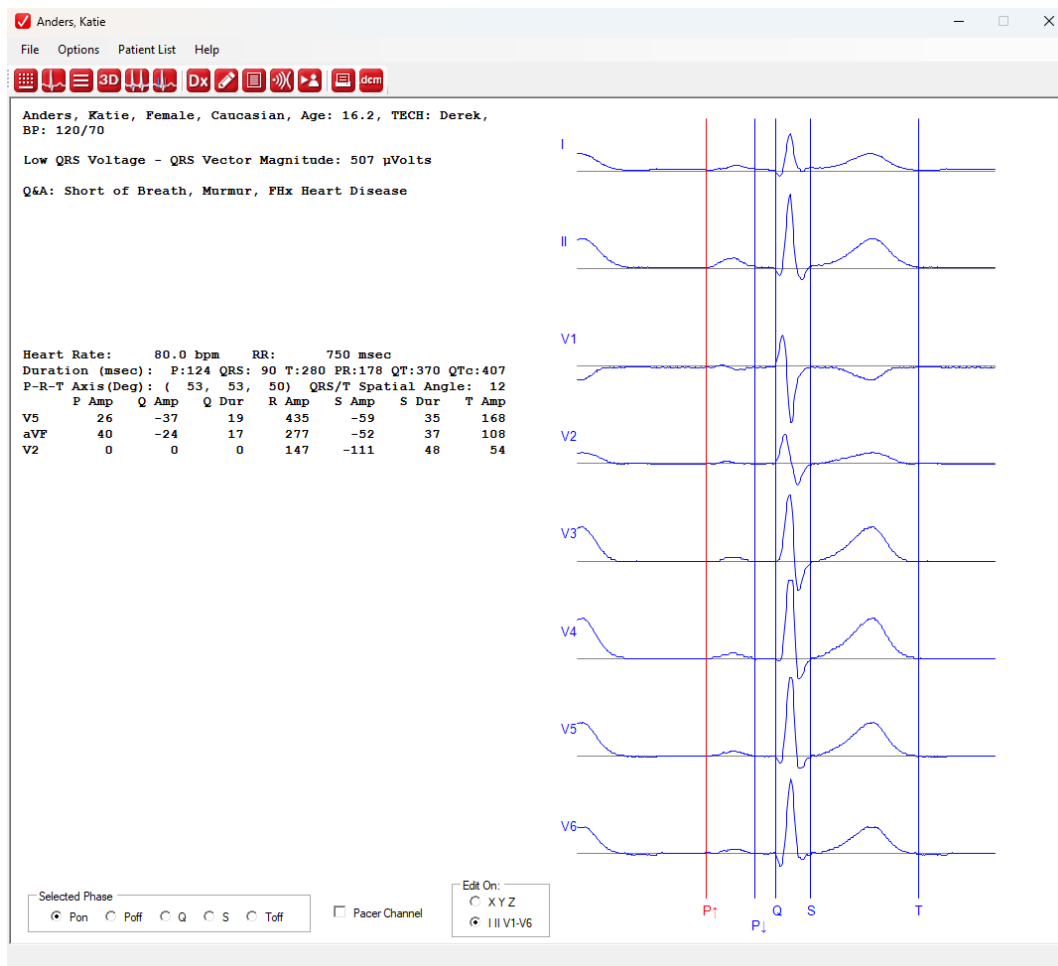 Anders, Katie
File Options Patient List Help
3D Dx dcm
Anders, Katie, Female, Caucasian, Age: 16.2, TECH: Derek,
BP: 120/70
Low QRS Voltage - QRS Vector Magnitude: 507 µVolts
Q&A: Short of Breath, Murmur, FHx Heart Disease
Heart Rate: 80.0 bpm RR: 750 msec
Duration (msec): P:124 QRS: 90 T:280 PR:178 QT:370 QTc:407
P-R-T Axis(Deg): ( 53, 53, 50) QRS/T Spatial Angle: 12
P Amp Q Amp Q Dur R Amp S Amp S Dur T Amp
V5 26 -37 19 435 -59 35 168
aVF 40 -24 17 277 -52 37 108
V2 0 0 0 147 -111 48 54
I
II
V1
V2
V3
V4
V5
V6
P↑ P↓ Q S T
Selected Phase
Pon Poff Q S Toff
Pacer Channel
Edit On:
X Y Z
I II V1-V6